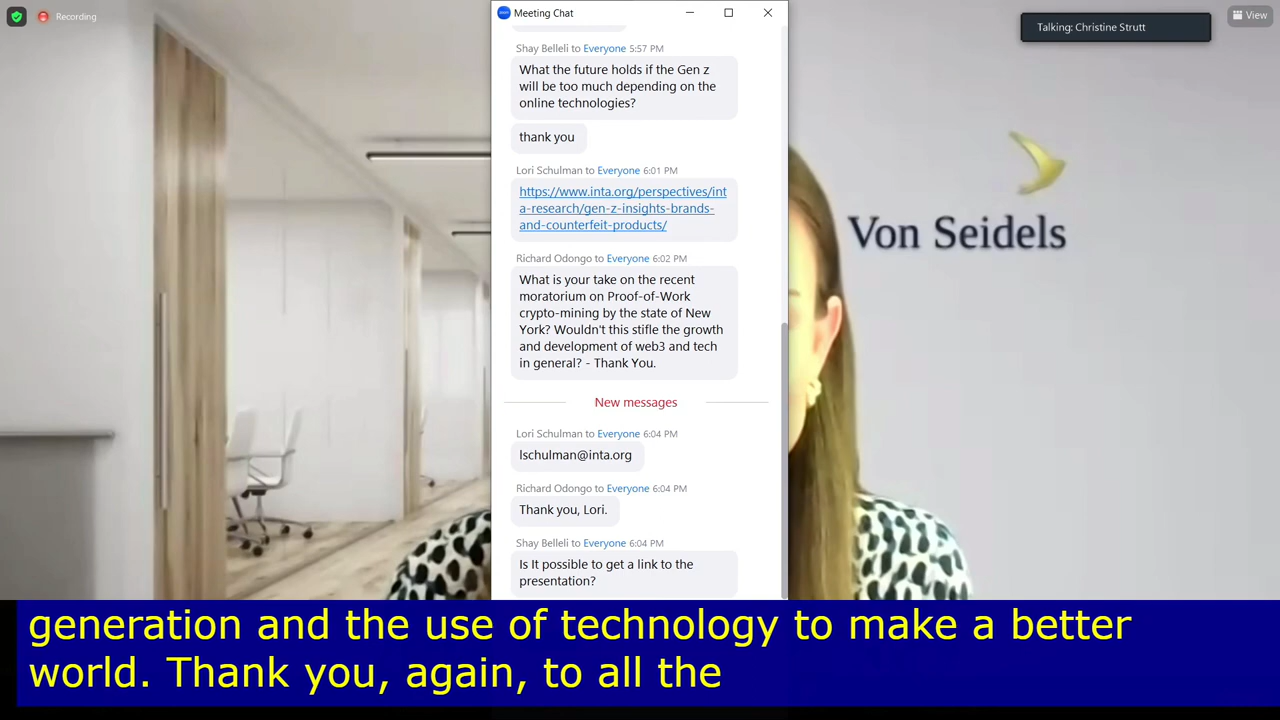 Recording
Meeting Chat
View
Talking: Christine Strutt
Shay Belleli to Everyone 5:57 PM
What the future holds if the Gen z
will be too much depending on the
online technologies?
thank you
Lori Schulman to Everyone 6:01 PM
https://www.inta.org/perspectives/int
a-research/gen-z-insights-brands-
and-counterfeit-products/
Richard Odongo to Everyone 6:02 PM
What is your take on the recent
moratorium on Proof-of-Work
crypto-mining by the state of New
York? Wouldn't this stifle the growth
and development of web3 and tech
in general? - Thank You.
New messages
Lori Schulman to Everyone 6:04 PM
lschulman@inta.org
Richard Odongo to Everyone 6:04 PM
Thank you, Lori.
Shay Belleli to Everyone 6:04 PM
Is It possible to get a link to the
presentation?
Von Seidels
generation and the use of technology to make a better
world. Thank you, again, to all the